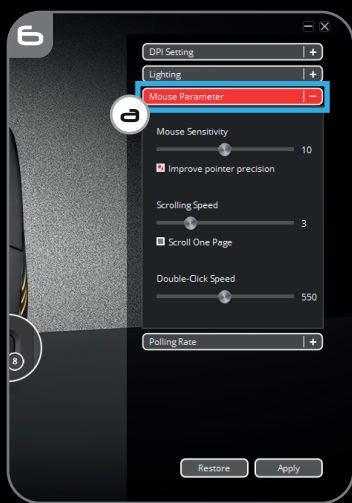 6
DPI Setting
Lighting
Mouse Parameter
a
Mouse Sensitivity
10
Improve pointer precision
Scrolling Speed
3
Scroll One Page
Double-Click Speed
550
Polling Rate
8
Restore
Apply